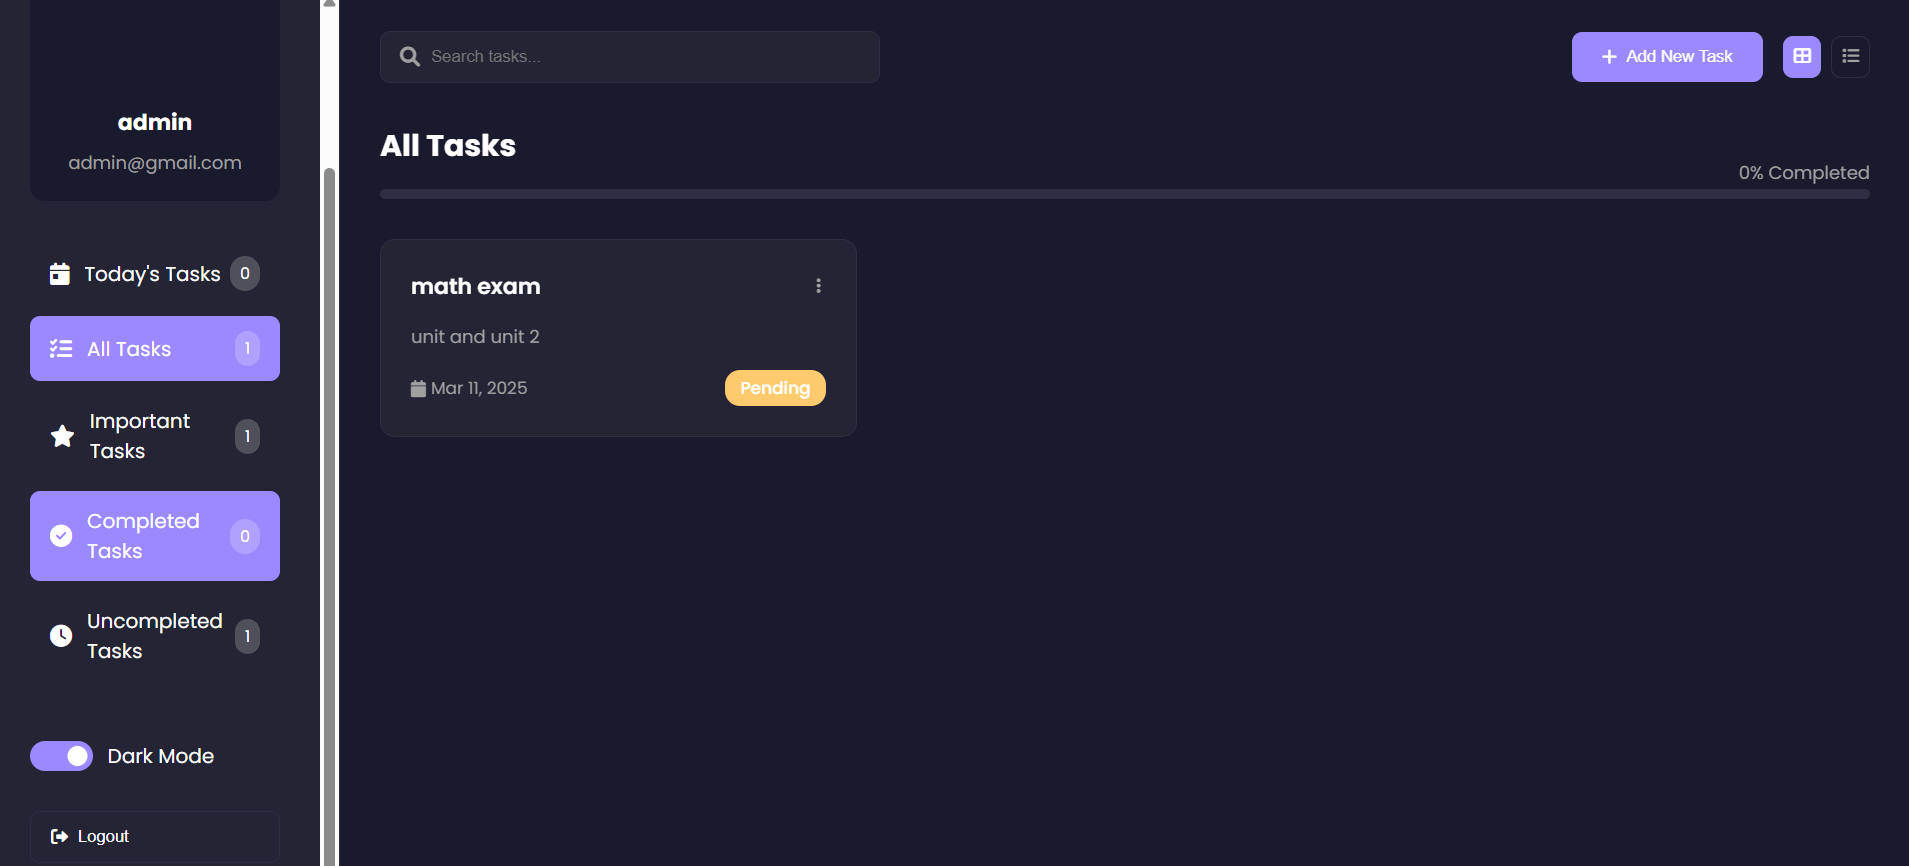 admin
admin@gmail.com
Today's Tasks 0
All Tasks 1
Important
Tasks
1
Completed
Tasks
0
Uncompleted
Tasks
1
Dark Mode
Logout
Search tasks...
Add New Task
All Tasks
0% Completed
math exam
unit and unit 2
Mar 11, 2025
Pending